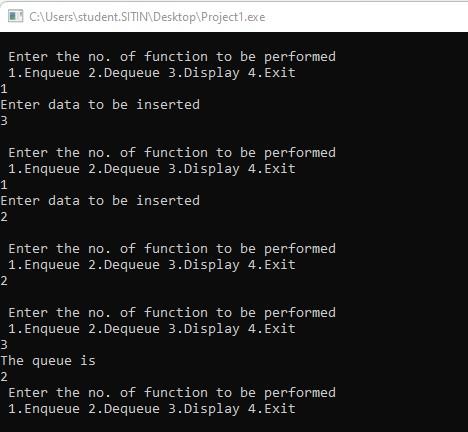 C:\Users\student.SITIN\Desktop\Project1.exe
Enter the no. of function to be performed
1.Enqueue 2.Dequeue 3.Display 4.Exit
1
Enter data to be inserted
3
Enter the no. of function to be performed
1.Enqueue 2.Dequeue 3.Display 4.Exit
1
Enter data to be inserted
2
Enter the no. of function to be performed
1.Enqueue 2.Dequeue 3.Display 4.Exit
2
Enter the no. of function to be performed
1.Enqueue 2.Dequeue 3.Display 4.Exit
3
The queue is
2
Enter the no. of function to be performed
1.Enqueue 2.Dequeue 3.Display 4.Exit